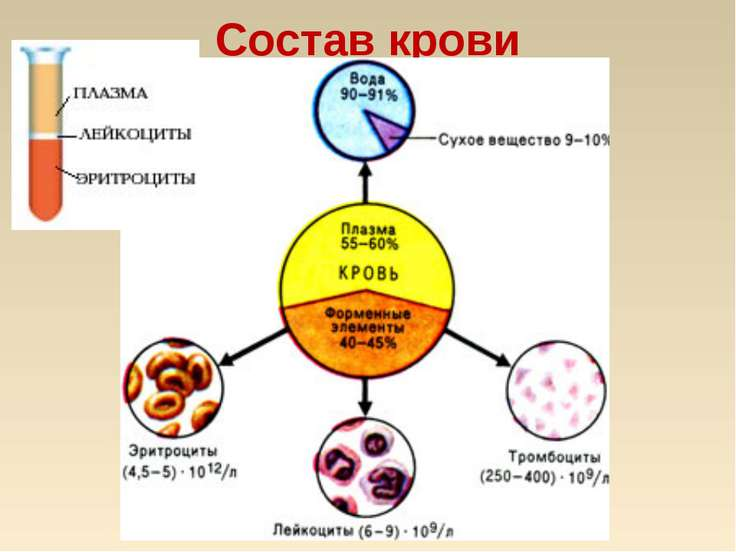 Состав крови
ПЛАЗМА
ЛЕЙКОЦИТЫ
ЭРИТРОЦИТЫ
Вода
90–91%
Сухое вещество 9–10%
Плазма
55–60%
КРОВЬ
Форменные
элементы
40–45%
Эритроциты
(4,5–5) · 10¹²/л
Лейкоциты (6–9) · 10⁹/л
Тромбоциты
(250–400) · 10⁹/л